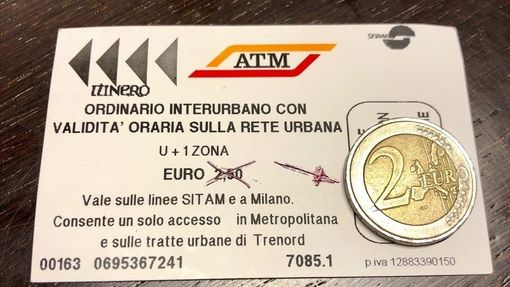 SITAM
ITINERO
ATM
ORDINARIO INTERURBANO CON
VALIDITA' ORARIA SULLA RETE URBANA
U + 1 ZONA
EURO 2,50
Vale sulle linee SITAM e a Milano.
Consente un solo accesso in Metropolitana
e sulle tratte urbane di Trenord
00163 0695367241 7085.1
p.iva 12883390150
2 EURO